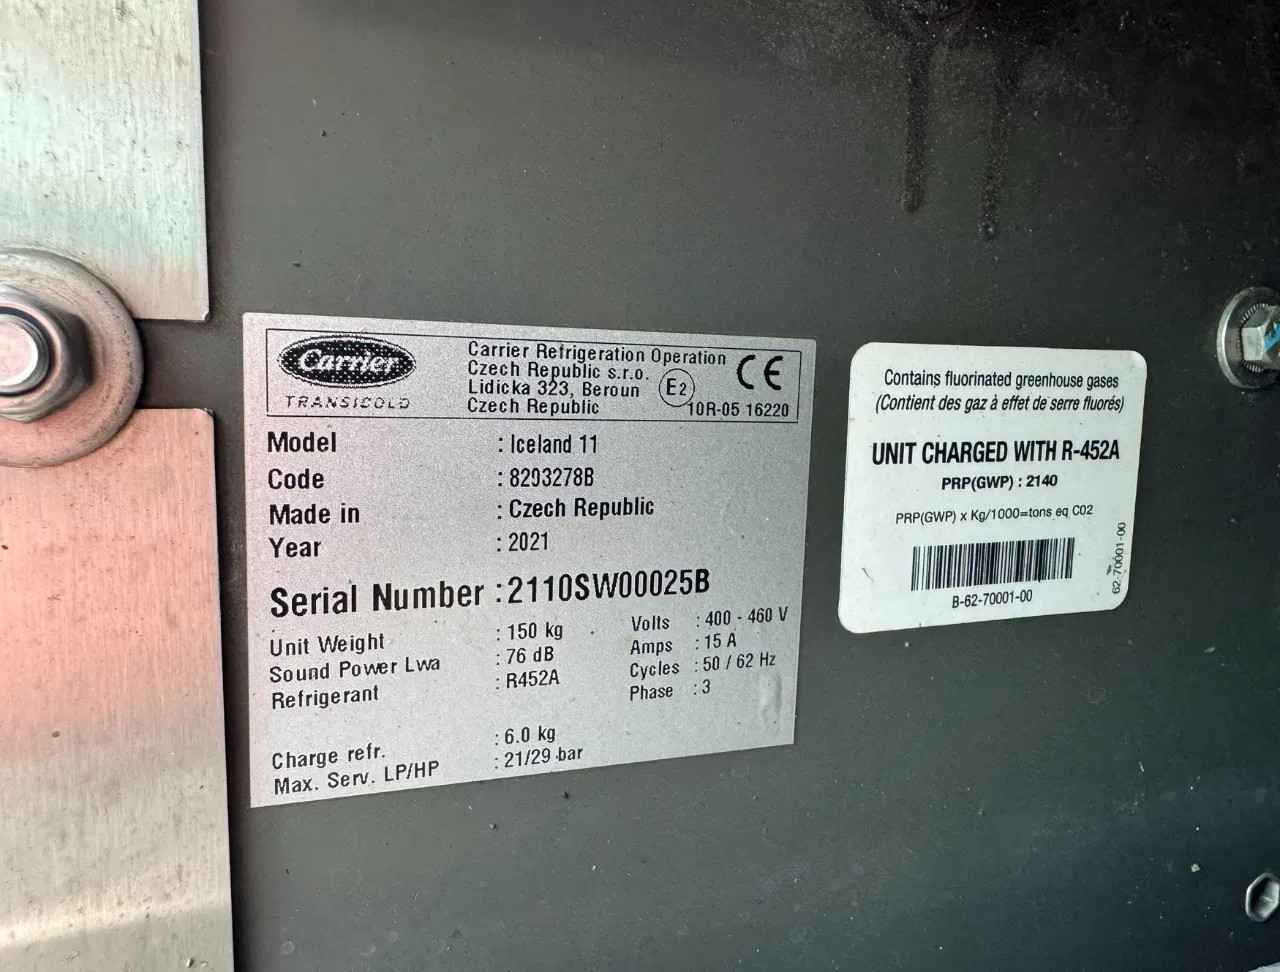 Carrier
TRANSICOLD
Carrier Refrigeration Operation
Czech Republic s.r.o.
Lidicka 323, Beroun
Czech Republic
E2
CE
10R-05 16220
Model : Iceland 11
Code : 8293278B
Made in : Czech Republic
Year : 2021
Serial Number : 2110SW00025B
Unit Weight : 150 kg
Sound Power Lwa : 76 dB
Refrigerant : R452A
Volts : 400 - 460 V
Amps : 15 A
Cycles : 50 / 62 Hz
Phase : 3
Charge refr. : 6.0 kg
Max. Serv. LP/HP : 21/29 bar
Contains fluorinated greenhouse gases
(Contient des gaz à effet de serre fluorés)
UNIT CHARGED WITH R-452A
PRP(GWP) : 2140
PRP(GWP) x Kg/1000=tons eq CO2
B-62-70001-00
62-70001-00